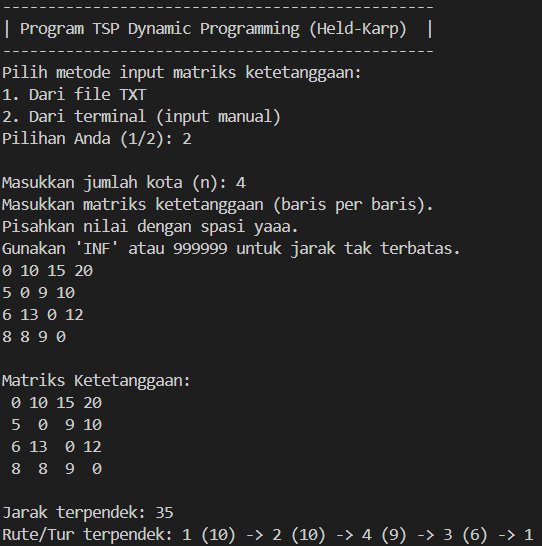 -----------------------------------------------
| Program TSP Dynamic Programming (Held-Karp)  |
-----------------------------------------------
Pilih metode input matriks ketetanggaan:
1. Dari file TXT
2. Dari terminal (input manual)
Pilihan Anda (1/2): 2

Masukkan jumlah kota (n): 4
Masukkan matriks ketetanggaan (baris per baris).
Pisahkan nilai dengan spasi yaaa.
Gunakan 'INF' atau 999999 untuk jarak tak terbatas.
0 10 15 20
5 0 9 10
6 13 0 12
8 8 9 0

Matriks Ketetanggaan:
 0 10 15 20
 5  0  9 10
 6 13  0 12
 8  8  9  0

Jarak terpendek: 35
Rute/Tur terpendek: 1 (10) -> 2 (10) -> 4 (9) -> 3 (6) -> 1